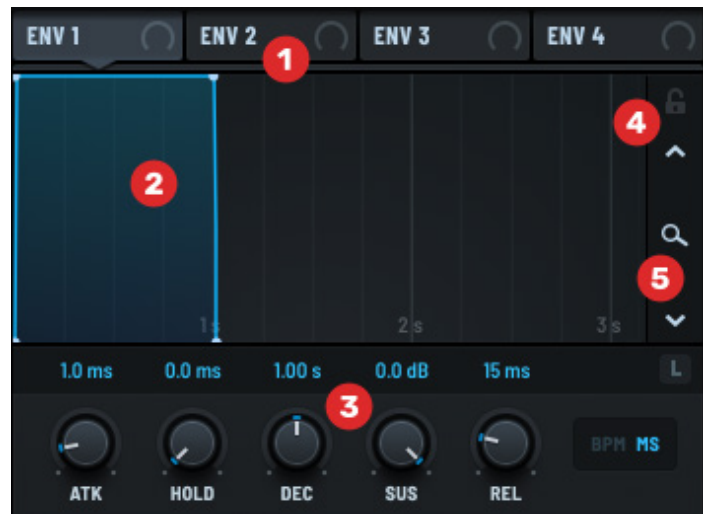 ENV 1 ENV 2 ENV 3 ENV 4
1
4
2
5
1 s 2 s 3 s
1.0 ms 0.0 ms 1.00 s 0.0 dB 15 ms L
3
BPM MS
ATK HOLD DEC SUS REL